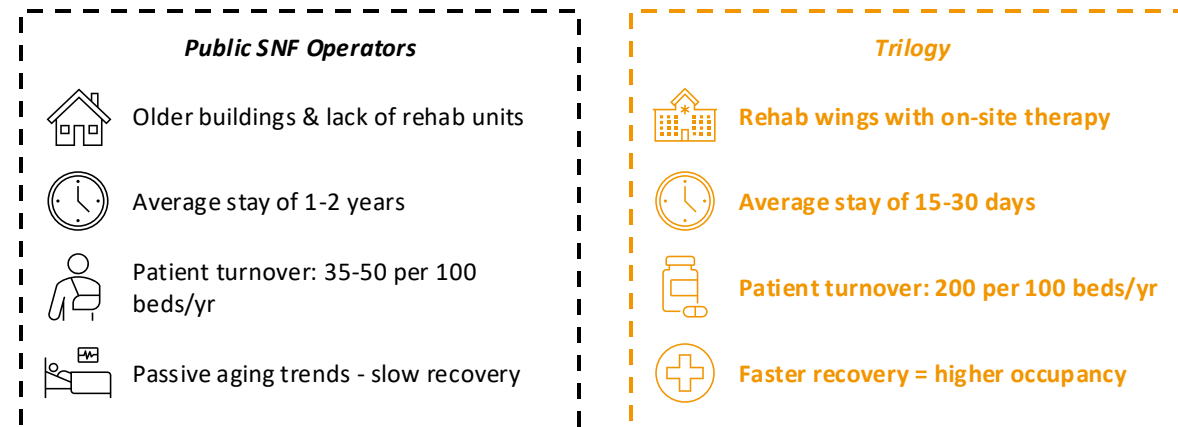 Public SNF Operators
Older buildings & lack of rehab units
Average stay of 1-2 years
Patient turnover: 35-50 per 100
beds/yr
Passive aging trends - slow recovery
Trilogy
Rehab wings with on-site therapy
Average stay of 15-30 days
Patient turnover: 200 per 100 beds/yr
Faster recovery = higher occupancy